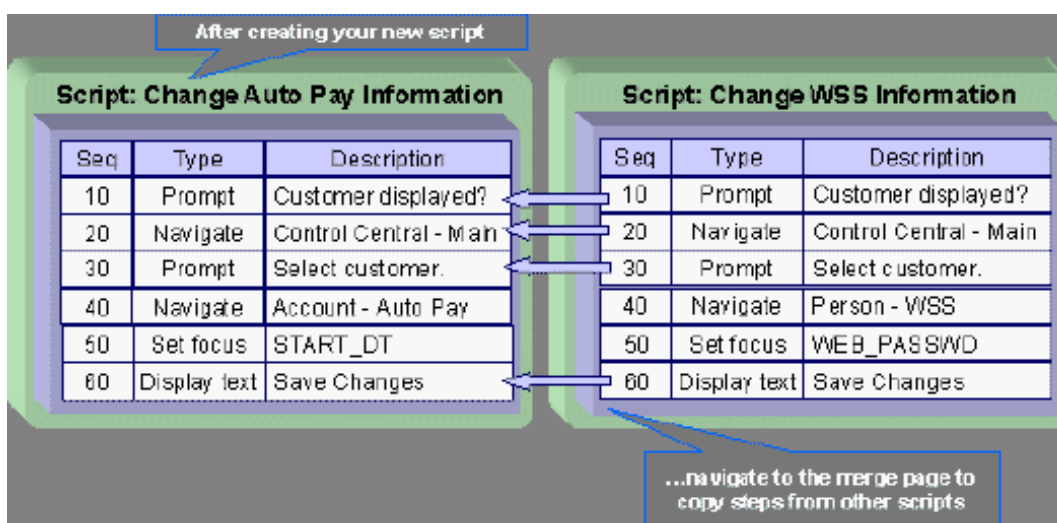 After creating your new script
Script: Change Auto Pay Information
Seq Type Description
10 Prompt Customer displayed?
20 Navigate Control Central - Main
30 Prompt Select customer.
40 Navigate Account - Auto Pay
50 Set focus START_DT
60 Display text Save Changes
Script: Change WSS Information
Seq Type Description
10 Prompt Customer displayed?
20 Navigate Control Central - Main
30 Prompt Select customer.
40 Navigate Person - WSS
50 Set focus WEB_PASSWD
60 Display text Save Changes
...navigate to the merge page to
copy steps from other scripts